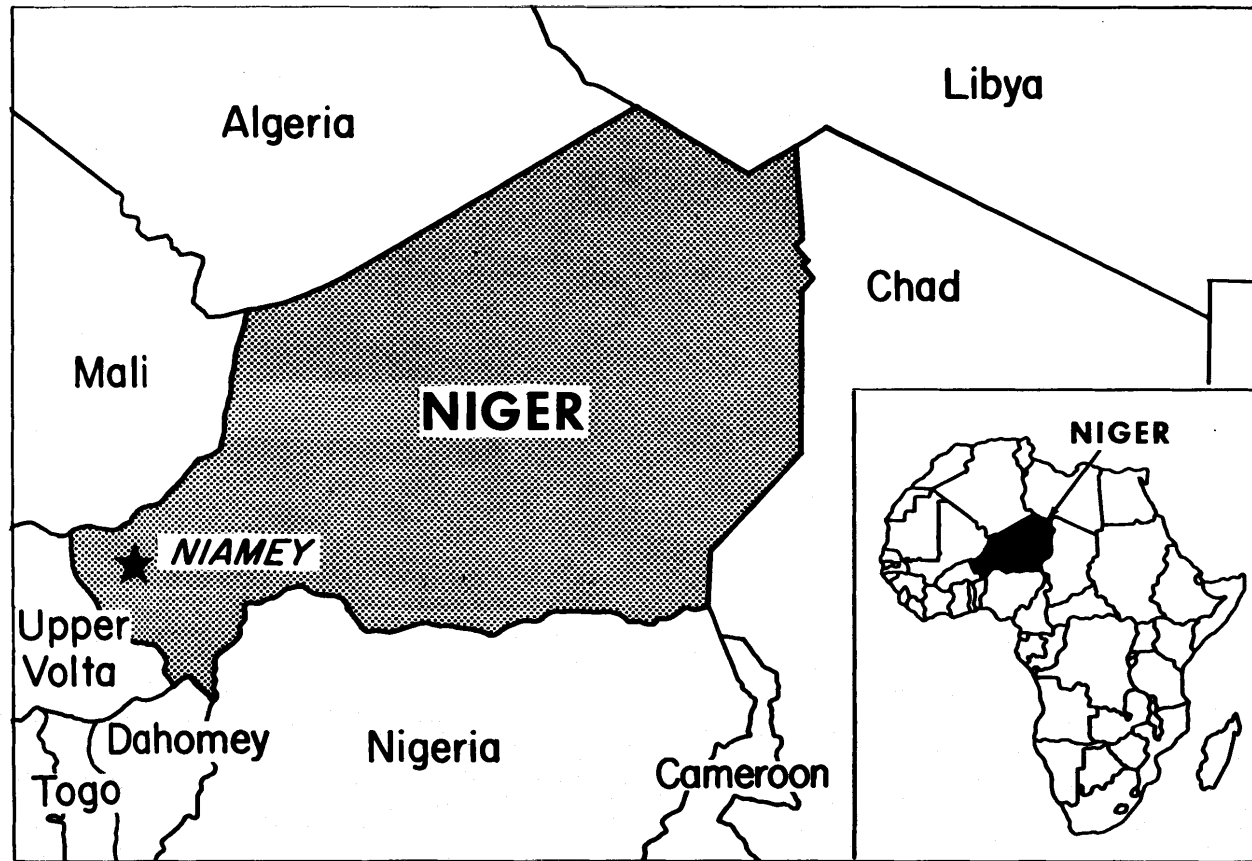 Libya
Algeria
Chad
Mali
NIGER
NIGER
NIAMEY
Upper
Volta
Dahomey
Nigeria
Cameroon
Togo